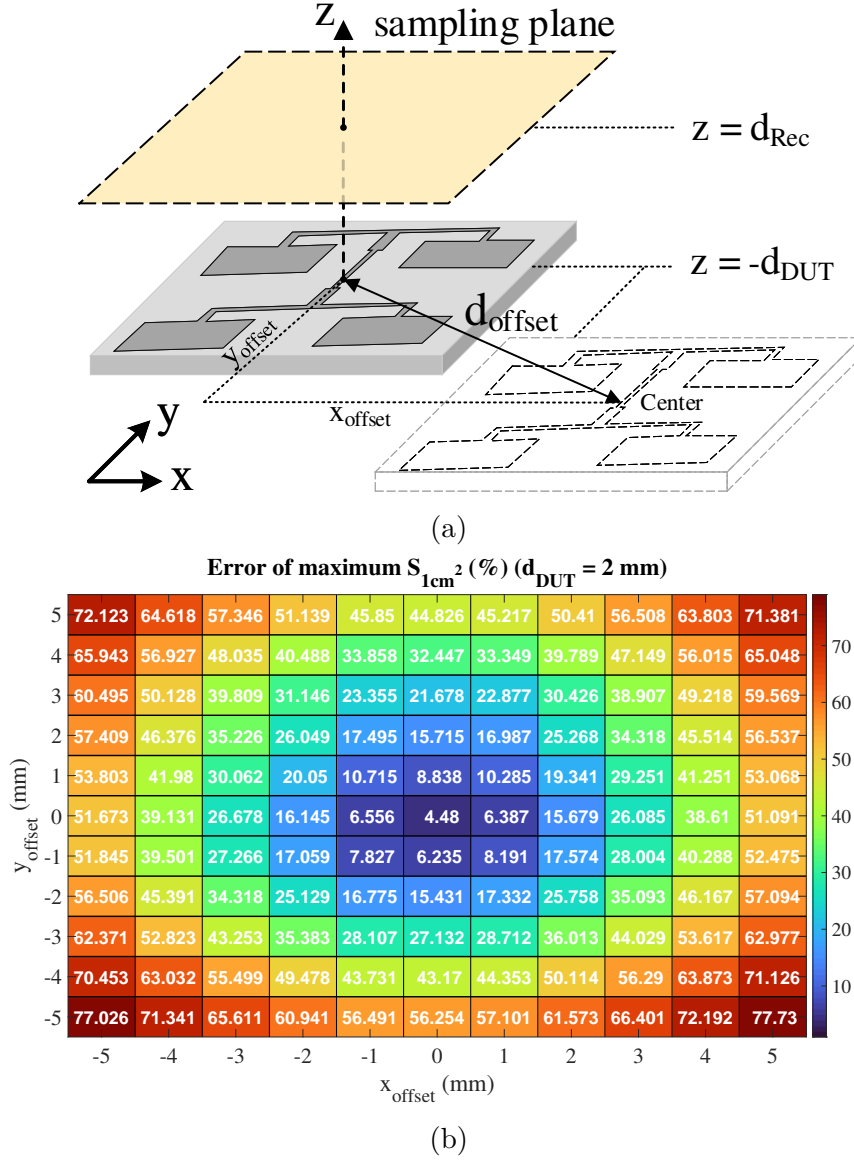 z
sampling plane
z = d_Rec
z = -d_DUT
d_offset
y_offset
x_offset
Center
y
x
(a)
Error of maximum S_1cm² (%) (d_DUT = 2 mm)
5 72.123 64.618 57.346 51.139 45.85 44.826 45.217 50.41 56.508 63.803 71.381
4 65.943 56.927 48.035 40.488 33.858 32.447 33.349 39.789 47.149 56.015 65.048
3 60.495 50.128 39.809 31.146 23.355 21.678 22.877 30.426 38.907 49.218 59.569
2 57.409 46.376 35.226 26.049 17.495 15.715 16.987 25.268 34.318 45.514 56.537
1 53.803 41.98 30.062 20.05 10.715 8.838 10.285 19.341 29.251 41.251 53.068
0 51.673 39.131 26.678 16.145 6.556 4.48 6.387 15.679 26.085 38.61 51.091
-1 51.845 39.501 27.266 17.059 7.827 6.235 8.191 17.574 28.004 40.288 52.475
-2 56.506 45.391 34.318 25.129 16.775 15.431 17.332 25.758 35.093 46.167 57.094
-3 62.371 52.823 43.253 35.383 28.107 27.132 28.712 36.013 44.029 53.617 62.977
-4 70.453 63.032 55.499 49.478 43.731 43.17 44.353 50.114 56.29 63.873 71.126
-5 77.026 71.341 65.611 60.941 56.491 56.254 57.101 61.573 66.401 72.192 77.73
-5 -4 -3 -2 -1 0 1 2 3 4 5
x_offset (mm)
y_offset (mm)
70
60
50
40
30
20
10
(b)